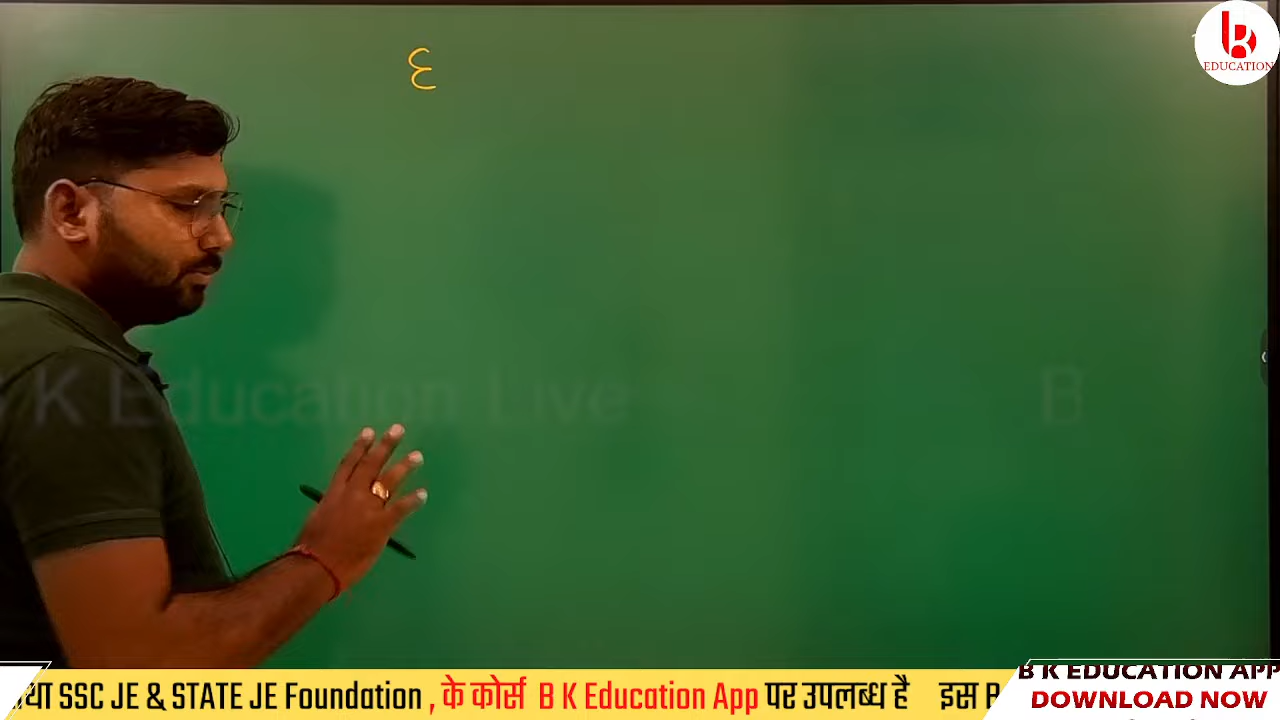 ε
EDUCATION
K Education Live B
था SSC JE & STATE JE Foundation , के कोर्स B K Education App पर उपलब्ध है इस
B K EDUCATION APP
DOWNLOAD NOW